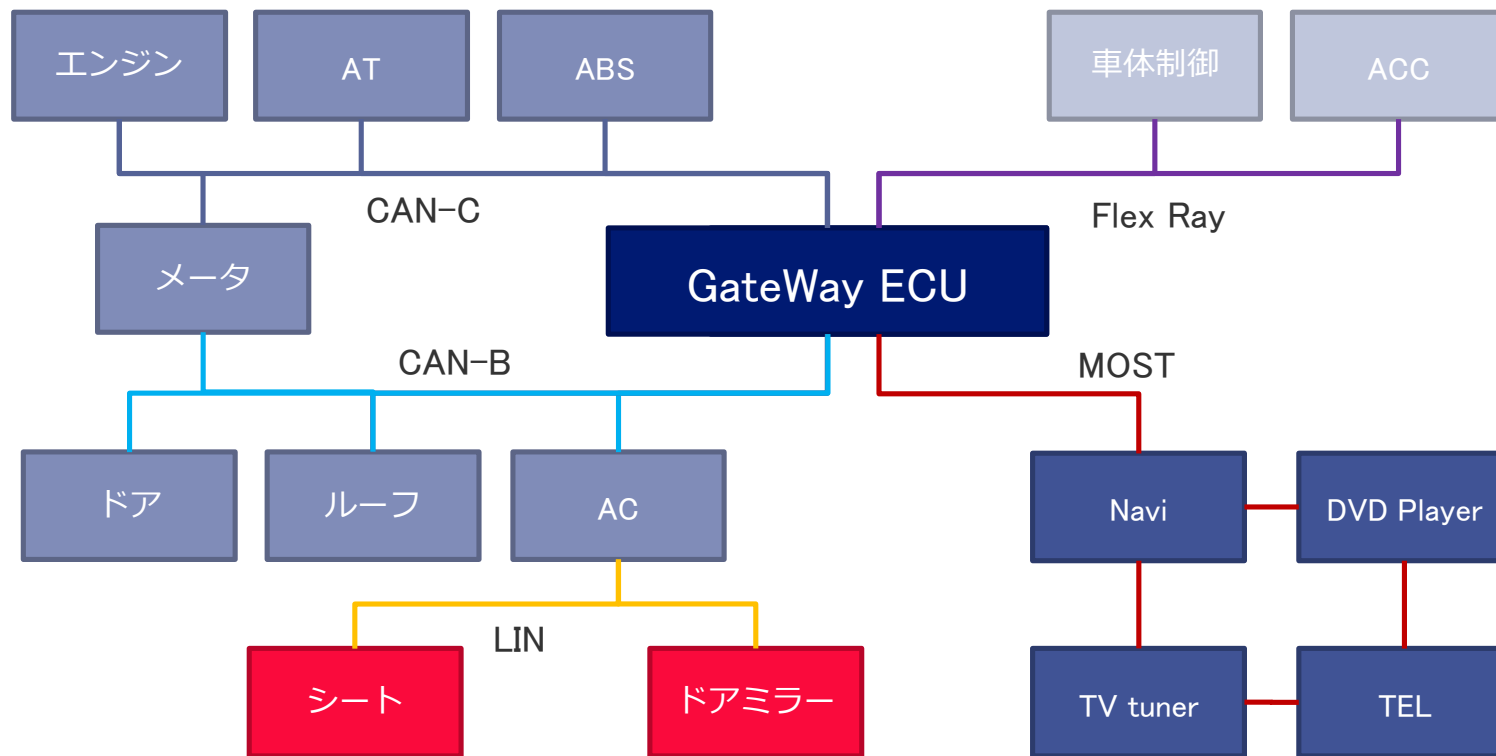 エンジン
AT
ABS
車体制御
ACC
CAN-C
Flex Ray
メータ
GateWay ECU
CAN-B
MOST
ドア
ルーフ
AC
Navi
DVD Player
LIN
シート
ドアミラー
TV tuner
TEL